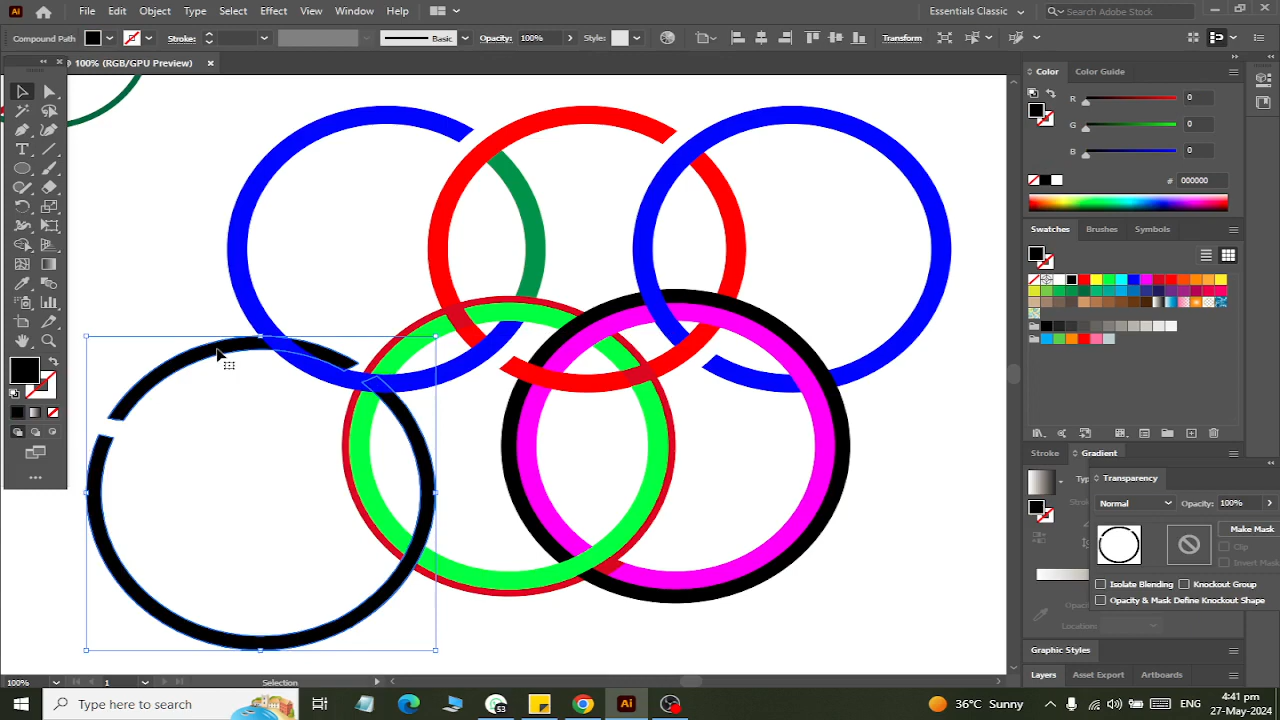 Ai
File Edit Object Type Select Effect View Window Help
Essentials Classic
Search Adobe Stock
Compound Path
Stroke:
Basic
Opacity: 100%
Style:
Transform
100% (RGB/GPU Preview)
Color Color Guide
R 0
G 0
B 0
# 000000
Swatches Brushes Symbols
Stroke Gradient
Transparency
Normal
Opacity: 100%
Make Mask
Clip
Invert Mask
Isolate Blending Knockout Group
Opacity & Mask Define Knockout Shape
Locations
Graphic Styles
Layers Asset Export Artboards
100%
1
Selection
Type here to search
Ai
36°C Sunny
4:41 pm
27-May-2024